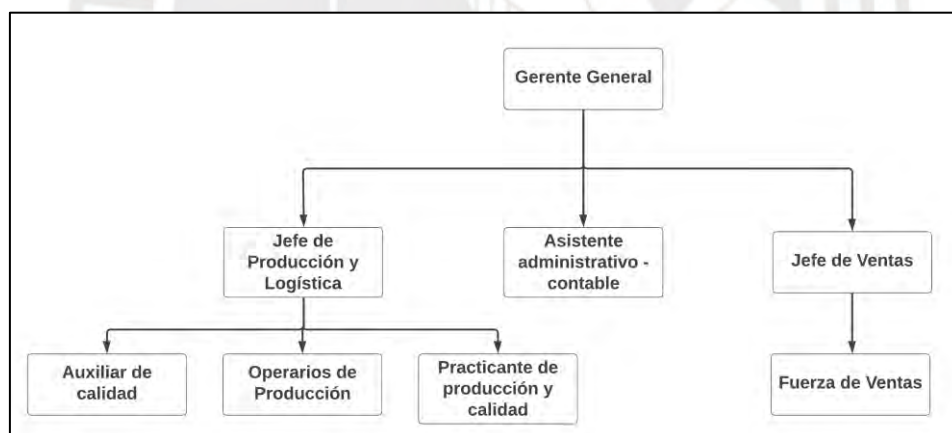 Gerente General
Jefe de
Producción y
Logística
Asistente
administrativo -
contable
Jefe de Ventas
Auxiliar de
calidad
Operarios de
Producción
Practicante de
producción y
calidad
Fuerza de Ventas